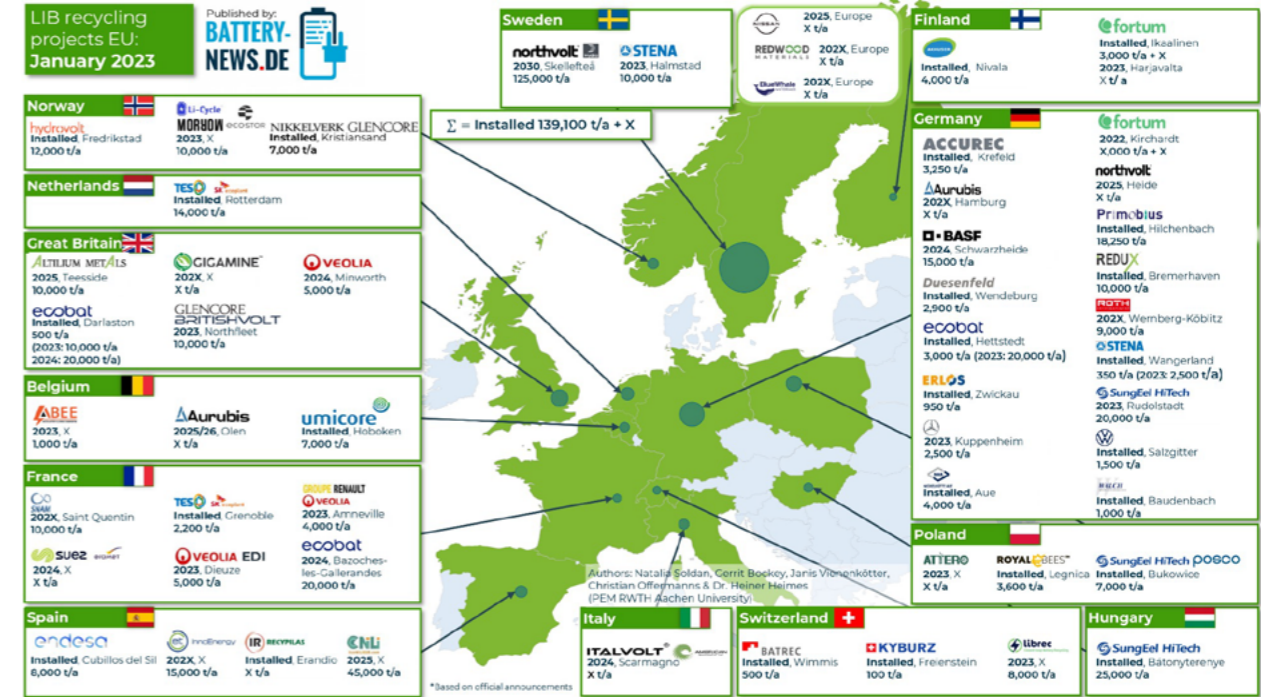 LIB recycling
projects EU:
January 2023
Published by:
BATTERY-
NEWS.DE
Sweden
northvolt
2030, Skellefteå
125,000 t/a
STENA
2023, Halmstad
10,000 t/a
NISSAN
2025, Europe
X t/a
REDWOOD
MATERIALS
202X, Europe
X t/a
BlueWhale
202X, Europe
X t/a
Finland
Installed, Nivala
4,000 t/a
fortum
Installed, Ikaalinen
3,000 t/a + X
2023, Harjavalta
X t/ a
Norway
hydrovolt
Installed, Fredrikstad
12,000 t/a
Li-Cycle
MORROW ECOSTOR
2023, X
10,000 t/a
NIKKELVERK GLENCORE
Installed, Kristiansand
7,000 t/a
∑ = Installed 139,100 t/a + X
Netherlands
TES SK
Installed, Rotterdam
14,000 t/a
Great Britain
ALTILIUM METALS
2025, Teesside
10,000 t/a
GIGAMINE
202X, X
X t/a
VEOLIA
2024, Minworth
5,000 t/a
ecobat
Installed, Darlaston
500 t/a
(2023: 10,000 t/a
2024: 20,000 t/a)
GLENCORE
BRITISHVOLT
2023, Northfleet
10,000 t/a
Belgium
ABEE
2023, X
1,000 t/a
Aurubis
2025/26, Olen
X t/a
umicore
Installed, Hoboken
7,000 t/a
France
SNAM
202X, Saint Quentin
10,000 t/a
TES SK
Installed, Grenoble
2,200 t/a
GROUPE RENAULT
VEOLIA
2023, Amneville
4,000 t/a
suez eramet
2024, X
X t/a
VEOLIA EDI
2023, Dieuze
5,000 t/a
ecobat
2024, Bazoches-
les-Gallerandes
20,000 t/a
Spain
endesa
Installed, Cubillos del Sil
8,000 t/a
InnoEnergy
202X, X
15,000 t/a
IR RECYPILAS
Installed, Erandio
X t/a
2025, X
45,000 t/a
Germany
ACCUREC
Installed, Krefeld
3,250 t/a
Aurubis
202X, Hamburg
X t/a
BASF
2024, Schwarzheide
15,000 t/a
Duesenfeld
Installed, Wendeburg
2,900 t/a
ecobat
Installed, Hettstedt
3,000 t/a (2023: 20,000 t/a)
ERLOS
Installed, Zwickau
950 t/a
2023, Kuppenheim
2,500 t/a
Installed, Aue
4,000 t/a
fortum
2022, Kirchardt
X,000 t/a + X
northvolt
2025, Heide
X t/a
Primobius
Installed, Hilchenbach
18,250 t/a
REDUX
Installed, Bremerhaven
10,000 t/a
ROTH
202X, Wernberg-Köblitz
9,000 t/a
STENA
Installed, Wangerland
350 t/a (2023: 2,500 t/a)
SungEel HiTech
2023, Rudolstadt
20,000 t/a
Installed, Salzgitter
1,500 t/a
Installed, Baudenbach
1,000 t/a
Poland
ATTERO
2023, X
X t/a
ROYAL BEES
Installed, Legnica
3,600 t/a
SungEel HiTech posco
Installed, Bukowice
7,000 t/a
Authors: Natalia Soldan, Gerrit Bockey, Janis Vienenkötter,
Christian Offermanns & Dr. Heiner Heimes
(PEM RWTH Aachen University)
*Based on official announcements
Italy
ITALVOLT
2024, Scarmagno
X t/a
Switzerland
BATREC
Installed, Wimmis
500 t/a
KYBURZ
Installed, Freienstein
100 t/a
librec
2023, X
8,000 t/a
Hungary
SungEel HiTech
Installed, Bátonyterenye
25,000 t/a